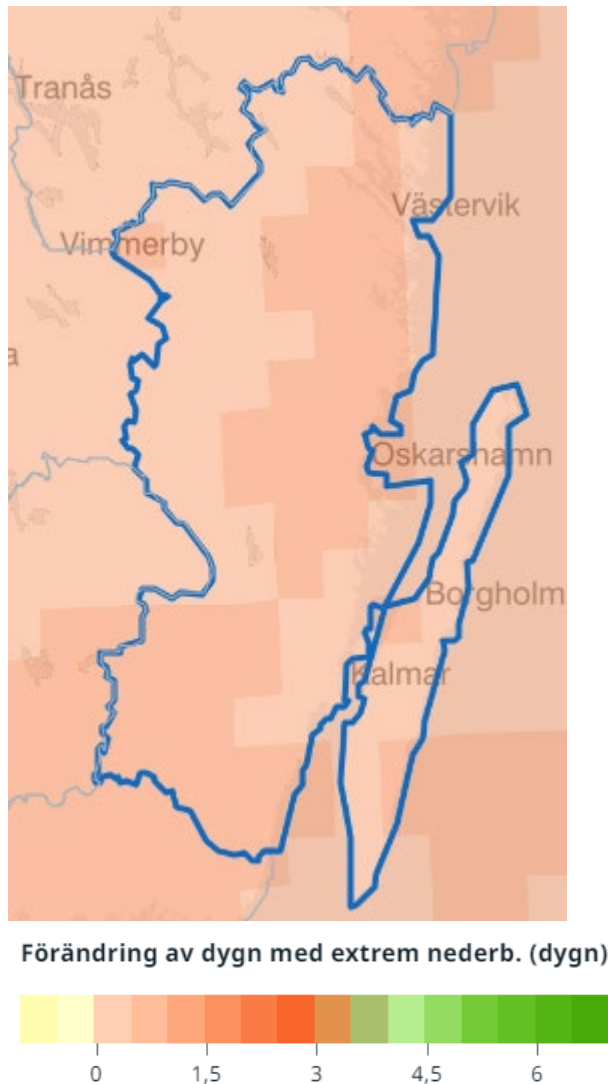 Tranås
Västervik
Vimmerby
a
Oskarshamn
Borgholm
Kalmar
Förändring av dygn med extrem nederb. (dygn)
0 1,5 3 4,5 6